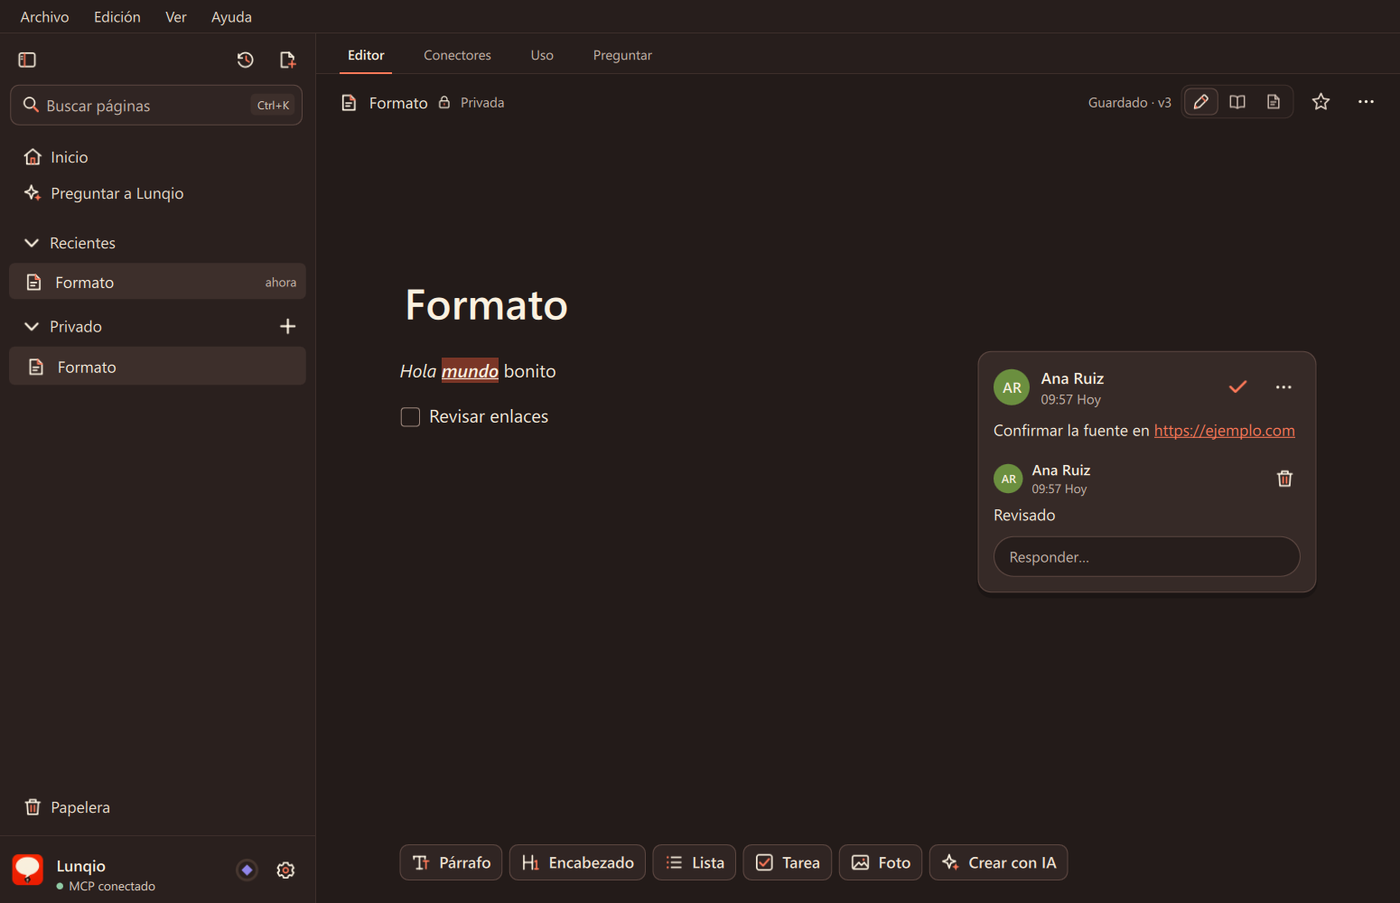 Archivo Edición Ver Ayuda
Buscar páginas Ctrl+K
Inicio
Preguntar a Lunqio
Recientes
Formato ahora
Privado
Formato
Papelera
Lunqio
MCP conectado
Editor Conectores Uso Preguntar
Formato Privada Guardado · v3
Formato
Hola mundo bonito
Revisar enlaces
AR Ana Ruiz
09:57 Hoy
Confirmar la fuente en https://ejemplo.com
AR Ana Ruiz
09:57 Hoy
Revisado
Responder...
Párrafo H1 Encabezado Lista Tarea Foto Crear con IA